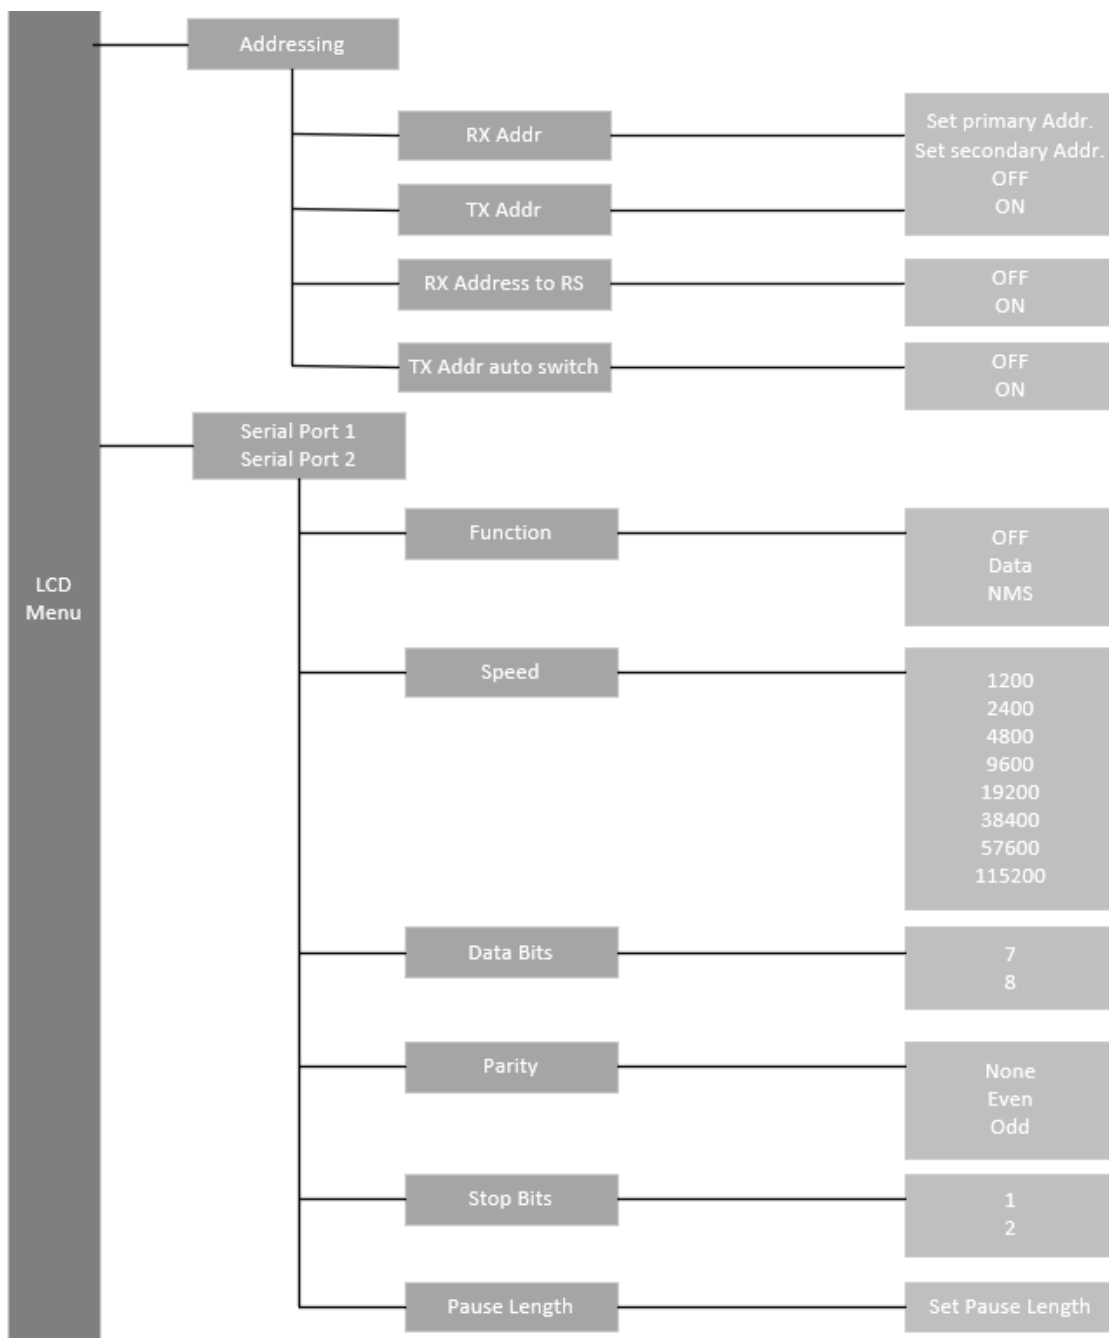 LCD
Menu
Addressing
RX Addr
Set primary Addr.
Set secondary Addr.
OFF
ON
TX Addr
RX Address to RS
OFF
ON
TX Addr auto switch
OFF
ON
Serial Port 1
Serial Port 2
Function
OFF
Data
NMS
Speed
1200
2400
4800
9600
19200
38400
57600
115200
Data Bits
7
8
Parity
None
Even
Odd
Stop Bits
1
2
Pause Length
Set Pause Length